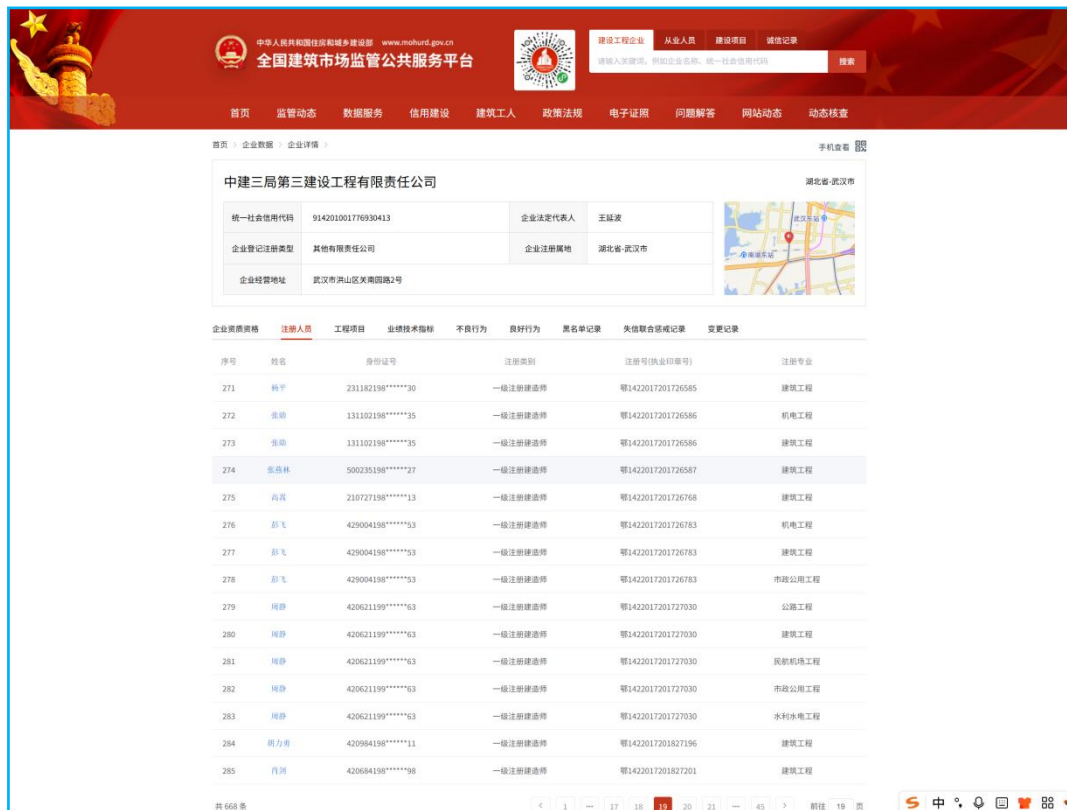 中华人民共和国住房和城乡建设部 www.mohurd.gov.cn
全国建筑市场监管公共服务平台
建设工程企业 从业人员 建设项目 诚信记录
请输入关键词，例如企业名称、统一社会信用代码 搜索
首页 监管动态 数据服务 信用建设 建筑工人 政策法规 电子证照 问题解答 网站动态 动态核查
首页 > 企业数据 > 企业详情 >
手机查看
中建三局第三建设工程有限责任公司
湖北省-武汉市
统一社会信用代码 914201001776930413 企业法定代表人 王延波
企业登记注册类型 其他有限责任公司 企业注册属地 湖北省-武汉市
企业经营地址 武汉市洪山区关南园路2号
武汉东站
南湖东站
企业资质资格 注册人员 工程项目 业绩技术指标 不良行为 良好行为 黑名单记录 失信联合惩戒记录 变更记录
序号 姓名 身份证号 注册类别 注册号(执业印章号) 注册专业
271 杨平 231182198******30 一级注册建造师 鄂1422017201726585 建筑工程
272 张勋 131102198******35 一级注册建造师 鄂1422017201726586 机电工程
273 张勋 131102198******35 一级注册建造师 鄂1422017201726586 建筑工程
274 张燕林 500235198******27 一级注册建造师 鄂1422017201726587 建筑工程
275 尚嵩 210727198******13 一级注册建造师 鄂1422017201726768 建筑工程
276 彭飞 429004198******53 一级注册建造师 鄂1422017201726783 机电工程
277 彭飞 429004198******53 一级注册建造师 鄂1422017201726783 建筑工程
278 彭飞 429004198******53 一级注册建造师 鄂1422017201726783 市政公用工程
279 周静 420621199******63 一级注册建造师 鄂1422017201727030 公路工程
280 周静 420621199******63 一级注册建造师 鄂1422017201727030 建筑工程
281 周静 420621199******63 一级注册建造师 鄂1422017201727030 民航机场工程
282 周静 420621199******63 一级注册建造师 鄂1422017201727030 市政公用工程
283 周静 420621199******63 一级注册建造师 鄂1422017201727030 水利水电工程
284 胡力勇 420984198******11 一级注册建造师 鄂1422017201827196 建筑工程
285 肖剑 420684198******98 一级注册建造师 鄂1422017201827201 建筑工程
共 668 条
< 1 ··· 17 18 19 20 21 ··· 45 > 前往 19 页
中